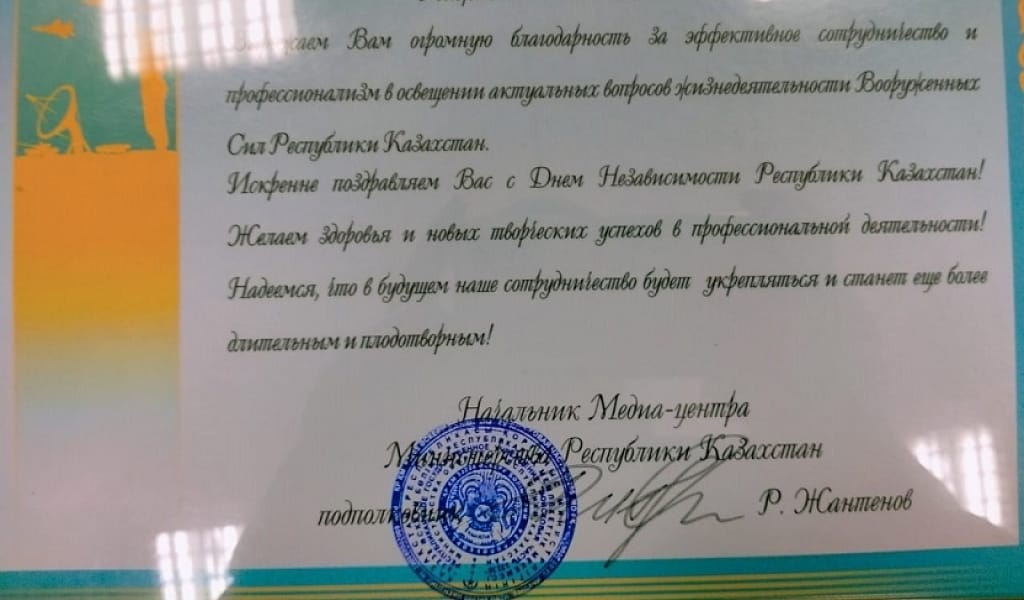 Вам огромную благодарность за эффективное сотрудничество и
профессионализм в освещении актуальных вопросов жизнедеятельности Вооруженных
Сил Республики Казахстан.
Искренне поздравляем Вас с Днем Независимости Республики Казахстан!
Желаем здоровья и новых творческих успехов в профессиональной деятельности!
Надеемся, что в будущем наше сотрудничество будет укрепляться и станет еще более
длительным и плодотворным!
Начальник Медиа-центра
Министерства Республики Казахстан
подполковник Р. Жантенов